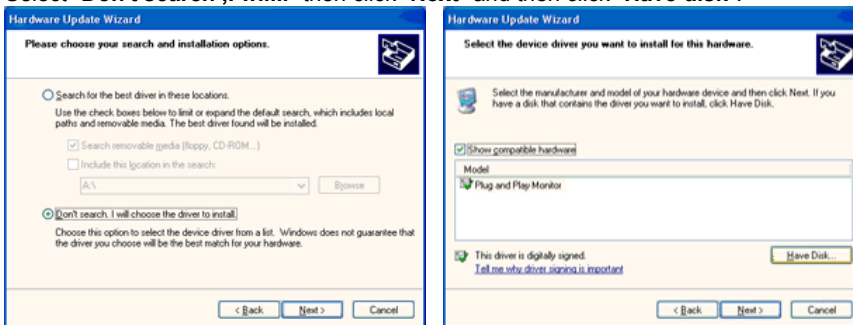 Select "Don't search ,I will..." then click "Next" and then click "Have disk".
Hardware Update Wizard
Please choose your search and installation options.
Search for the best driver in these locations.
Use the check boxes below to limit or expand the default search, which includes local
paths and removable media. The best driver found will be installed.
Search removable media (floppy, CD-ROM...)
Include this location in the search:
A:\
Browse
Don't search. I will choose the driver to install.
Choose this option to select the device driver from a list. Windows does not guarantee that
the driver you choose will be the best match for your hardware.
< Back
Next >
Cancel
Hardware Update Wizard
Select the device driver you want to install for this hardware.
Select the manufacturer and model of your hardware device and then click Next. If you
have a disk that contains the driver you want to install, click Have Disk.
Show compatible hardware
Model
Plug and Play Monitor
This driver is digitally signed.
Tell me why driver signing is important
Have Disk...
< Back
Next >
Cancel